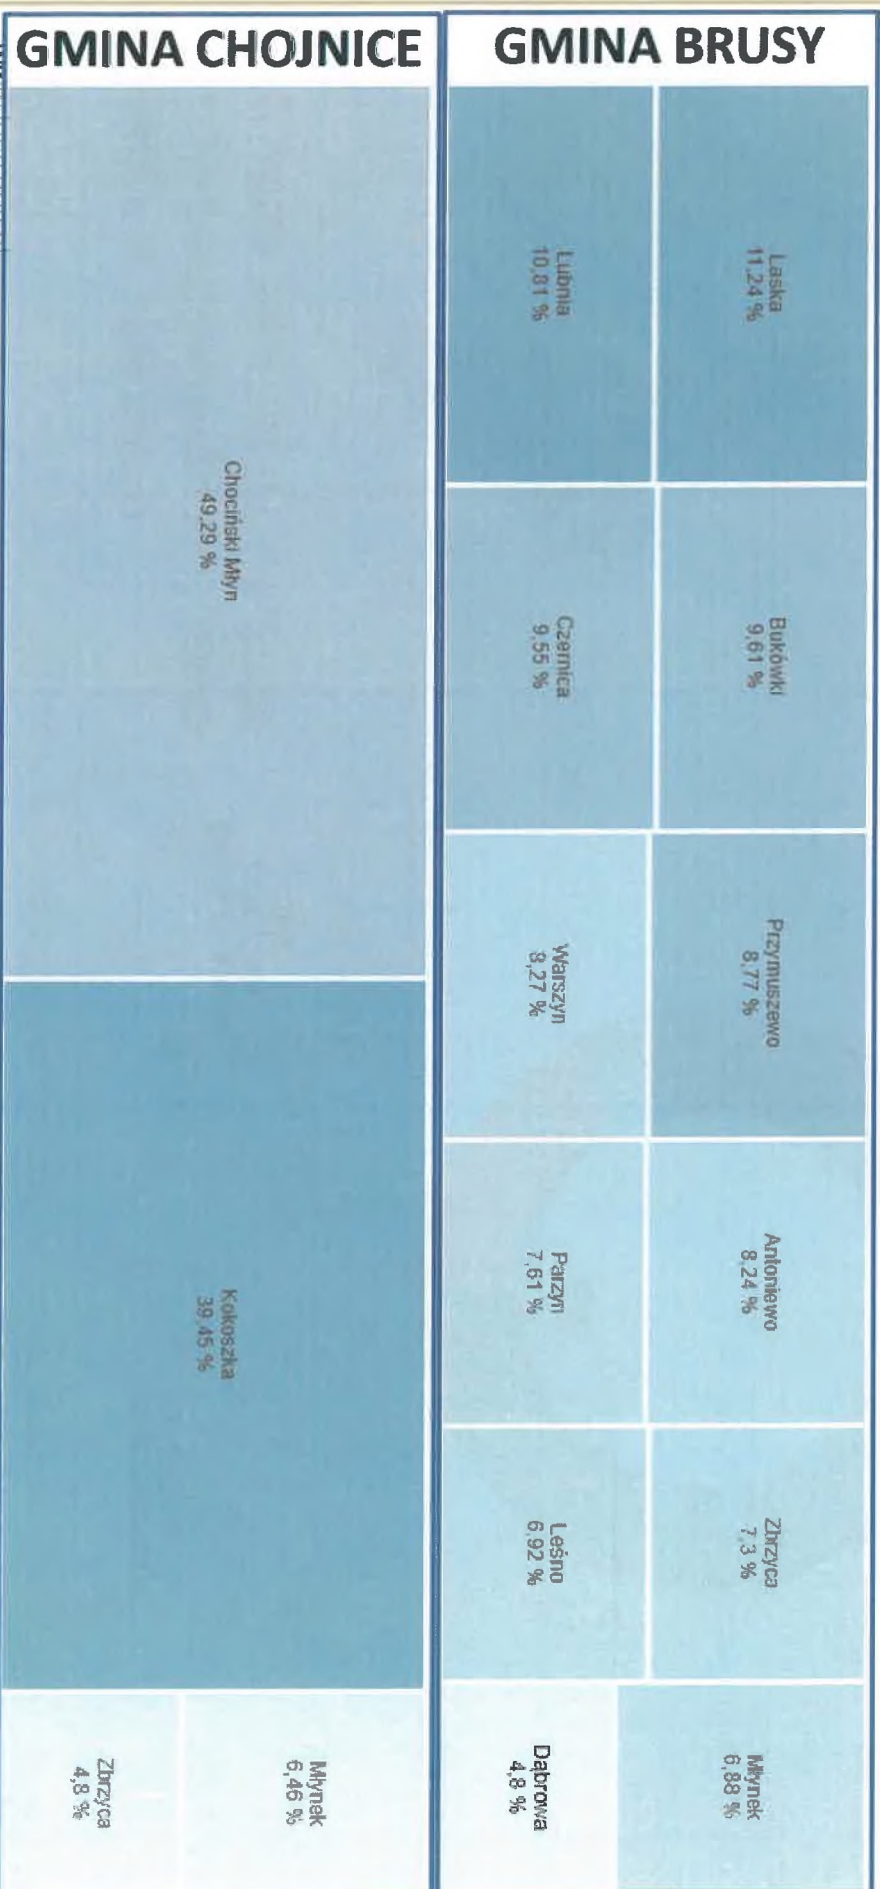 GMINA CHOJNICE
Chociński Młyn
49,29 %
Kokoszka
39,45 %
Młynek
6,46 %
Zbrzyca
4,8 %
GMINA BRUSY
Laska
11,24 %
Lubnia
10,81 %
Bukówki
9,61 %
Czernica
9,55 %
Przymuszewo
8,77 %
Warszyn
8,27 %
Antoniewo
8,24 %
Parzyn
7,61 %
Zbrzyca
7,3 %
Leśno
6,92 %
Młynek
6,88 %
Dąbrowa
4,8 %